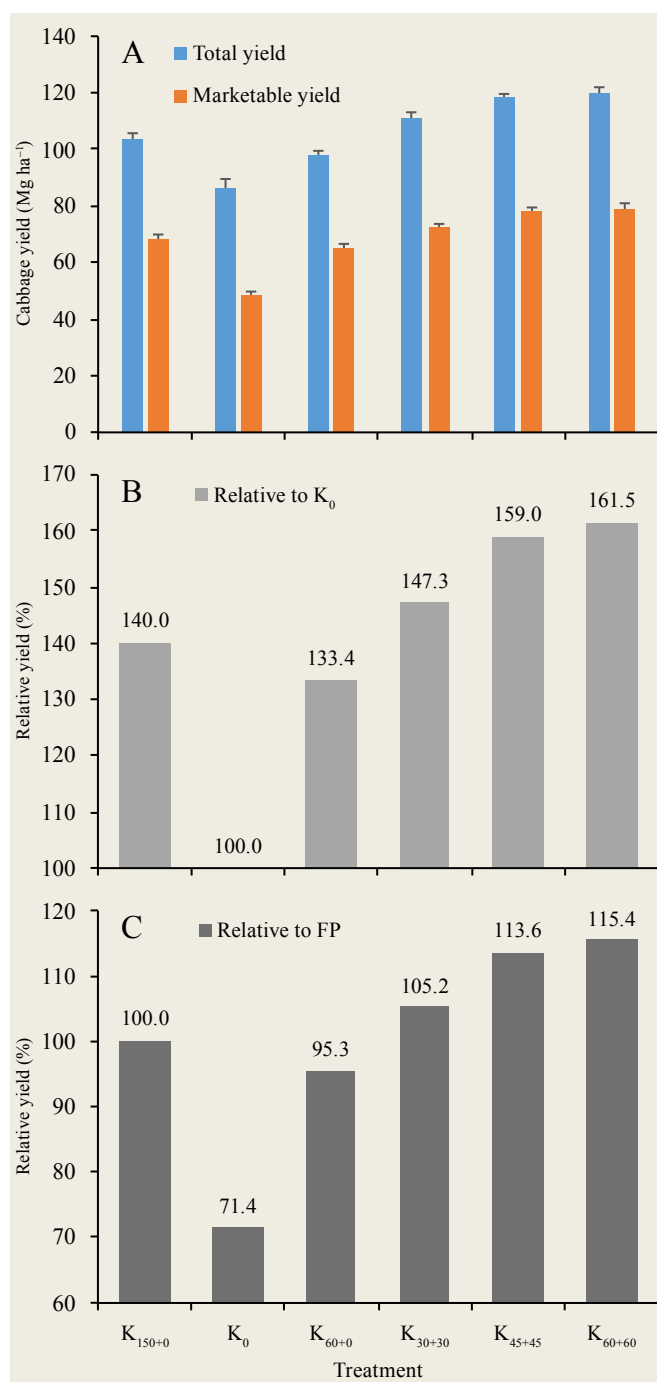 A
Total yield
Marketable yield
Cabbage yield (Mg ha⁻¹)
140
120
100
80
60
40
20
0
B
Relative to K₀
Relative yield (%)
170
160
150
140
130
120
110
100
140.0
100.0
133.4
147.3
159.0
161.5
C
Relative to FP
Relative yield (%)
120
110
100
90
80
70
60
100.0
71.4
95.3
105.2
113.6
115.4
K₁₅₀₊₀ K₀ K₆₀₊₀ K₃₀₊₃₀ K₄₅₊₄₅ K₆₀₊₆₀
Treatment